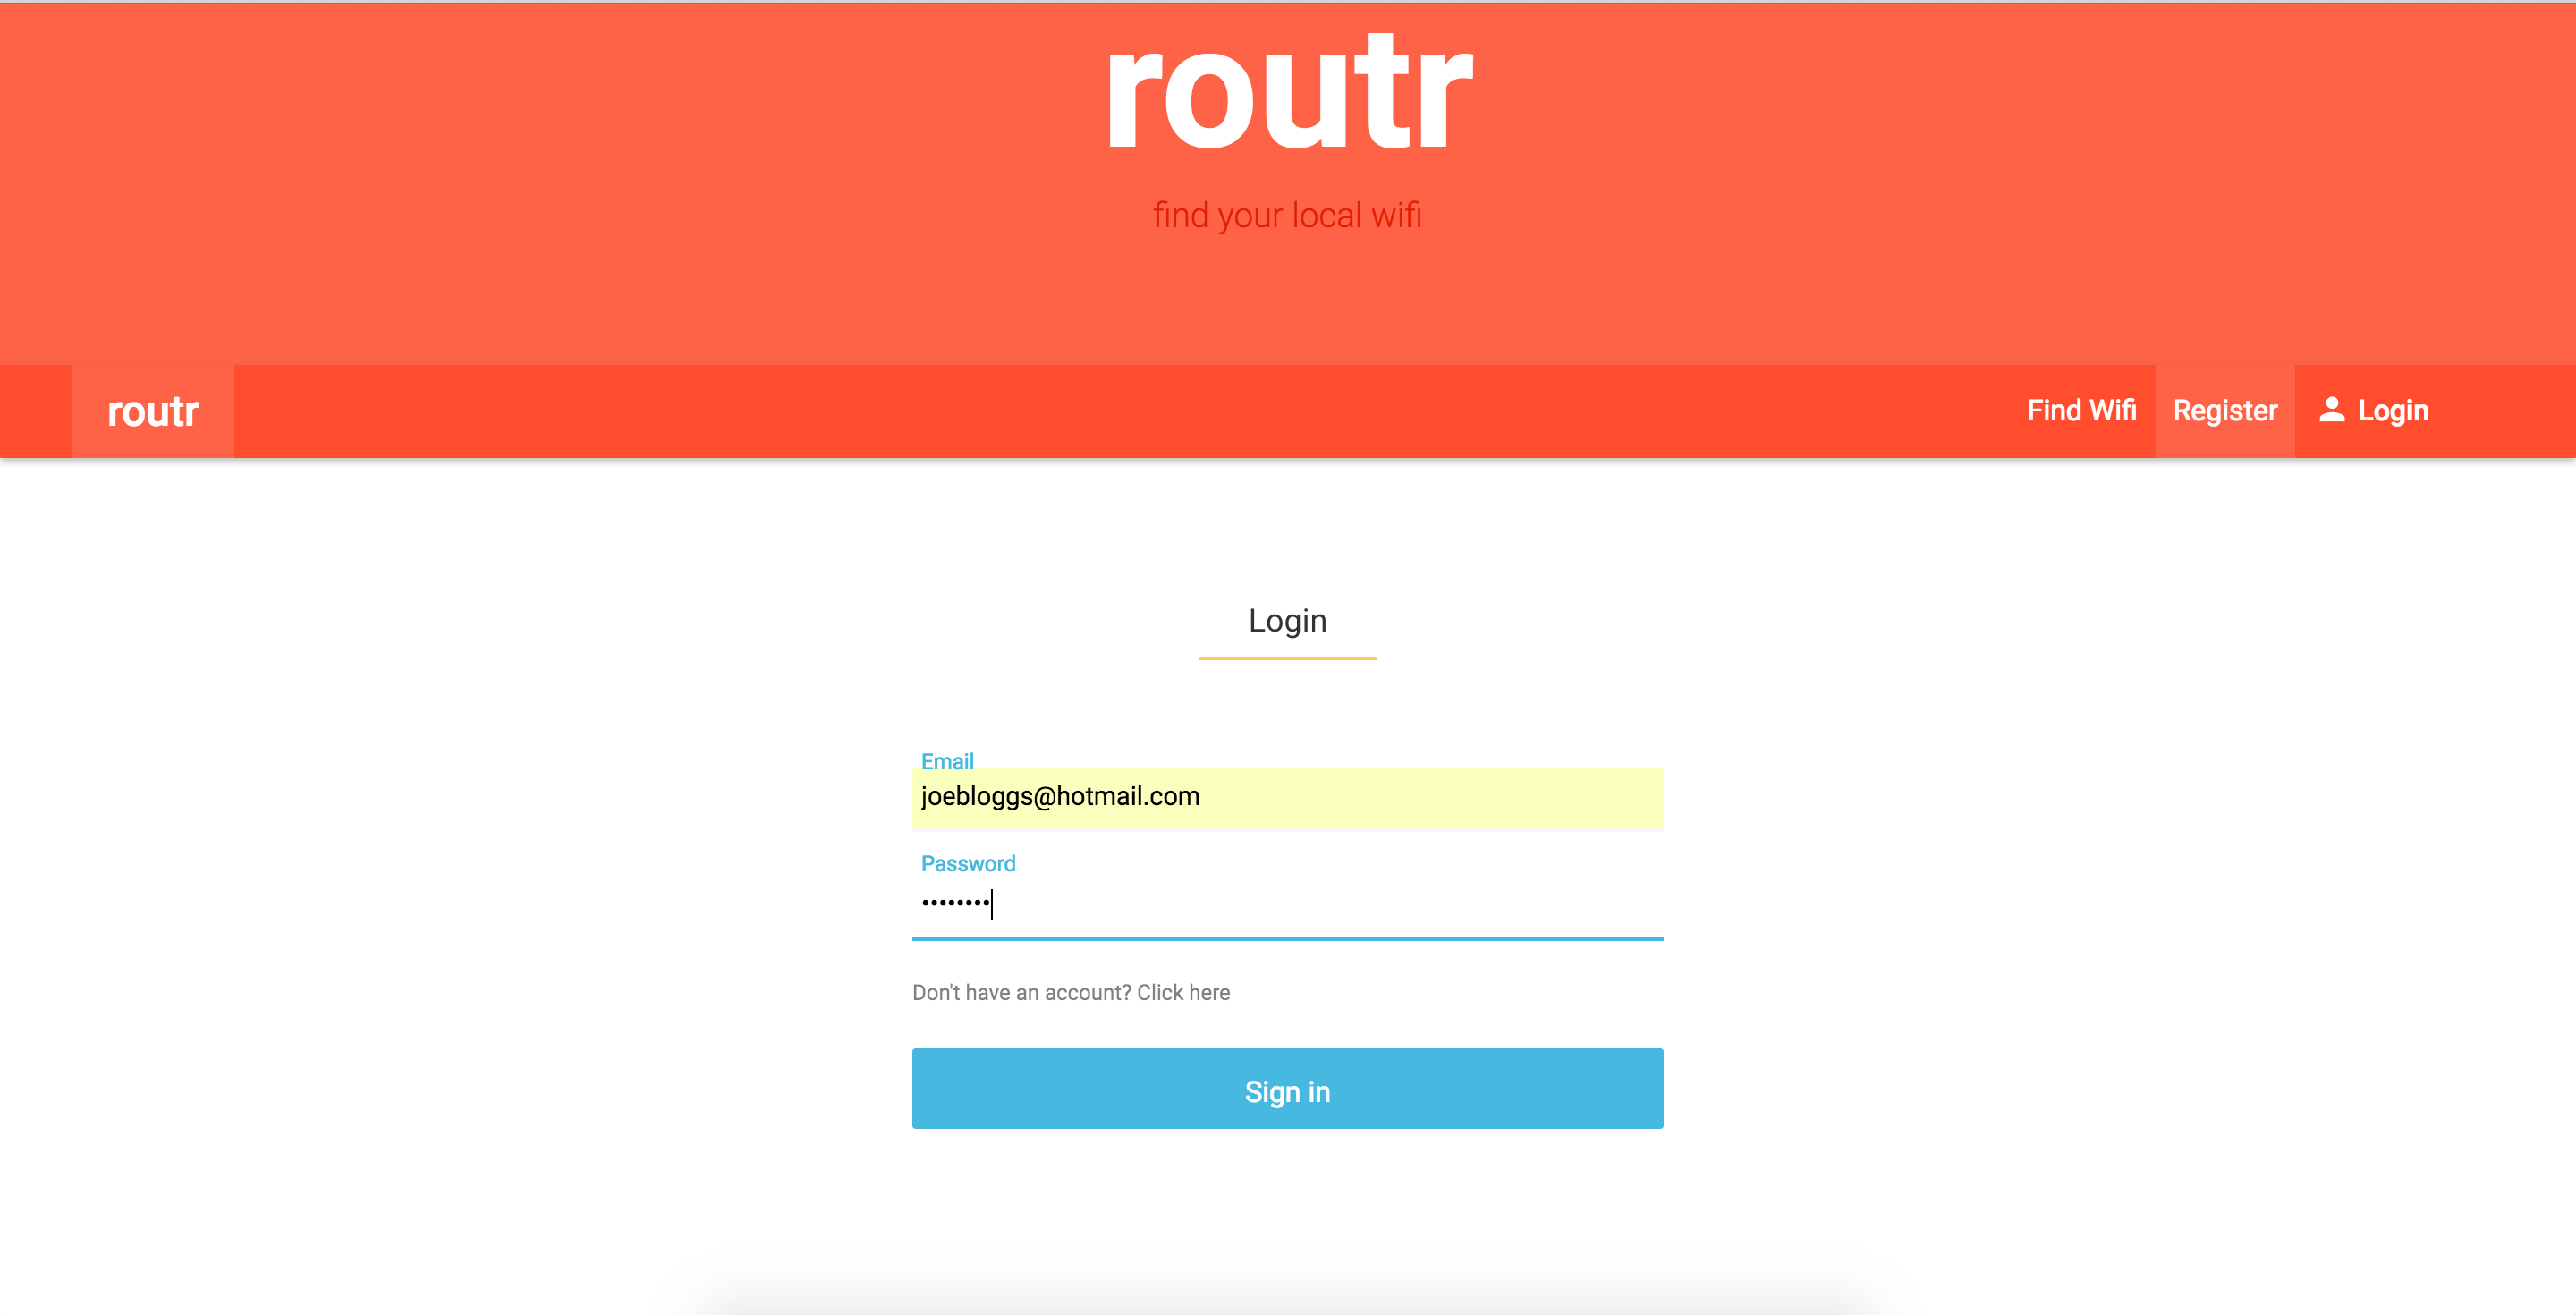 routr
find your local wifi
routr
Find Wifi
Register
Login
Login
Email
joebloggs@hotmail.com
Password
••••••••
Don't have an account? Click here
Sign in